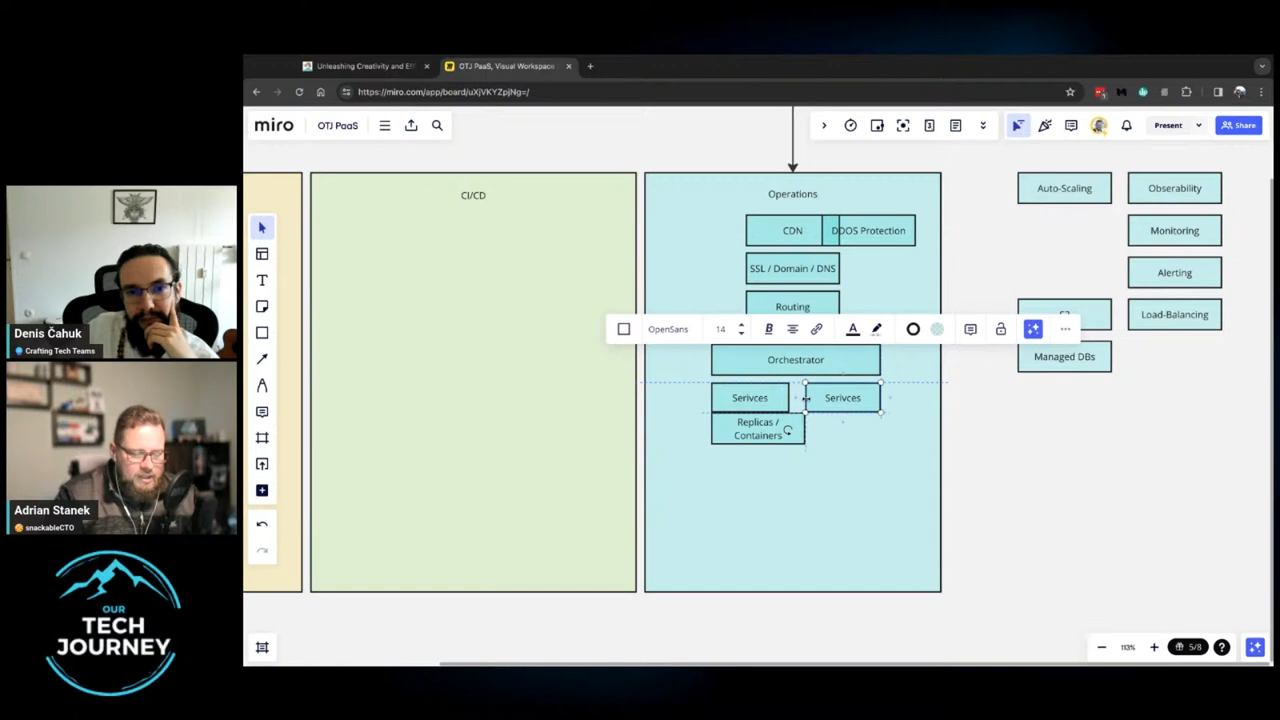 Unleashing Creativity and Ef
OTJ PaaS, Visual Workspace
https://miro.com/app/board/uXjVKYZpjNg=/
miro
OTJ PaaS
Present
Share
CI/CD
Operations
CDN
DDOS Protection
SSL / Domain / DNS
Routing
OpenSans
14
B
A
Orchestrator
Serivces
Serivces
Replicas /
Containers
Auto-Scaling
Obserability
Monitoring
Alerting
Load-Balancing
Managed DBs
Denis Čahuk
Crafting Tech Teams
Adrian Stanek
snackableCTO
OUR
TECH
JOURNEY
113%
5/8